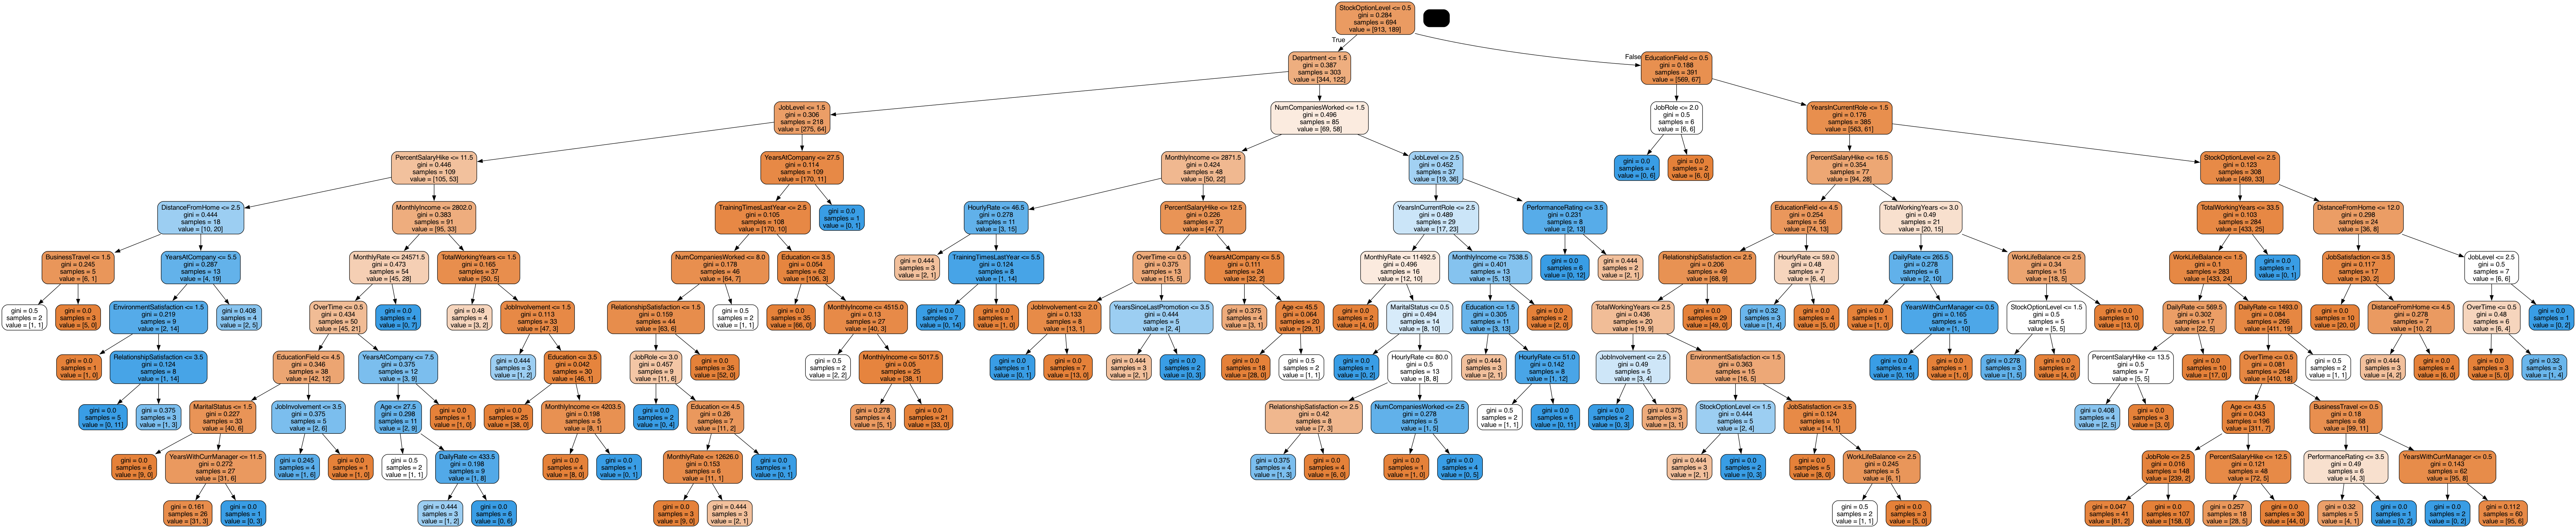 StockOptionLevel <= 0.5
gini = 0.284
samples = 694
value = [913, 189]
True
False
Department <= 1.5
gini = 0.387
samples = 303
value = [344, 122]
EducationField <= 0.5
gini = 0.188
samples = 391
value = [569, 67]
JobLevel <= 1.5
gini = 0.306
samples = 218
value = [275, 64]
NumCompaniesWorked <= 1.5
gini = 0.496
samples = 85
value = [69, 58]
JobRole <= 2.0
gini = 0.5
samples = 6
value = [6, 6]
YearsInCurrentRole <= 1.5
gini = 0.176
samples = 385
value = [563, 61]
PercentSalaryHike <= 11.5
gini = 0.446
samples = 109
value = [105, 53]
YearsAtCompany <= 27.5
gini = 0.114
samples = 109
value = [170, 11]
MonthlyIncome <= 2871.5
gini = 0.424
samples = 48
value = [50, 22]
JobLevel <= 2.5
gini = 0.452
samples = 37
value = [19, 36]
gini = 0.0
samples = 4
value = [0, 6]
gini = 0.0
samples = 2
value = [6, 0]
PercentSalaryHike <= 16.5
gini = 0.354
samples = 77
value = [94, 28]
StockOptionLevel <= 2.5
gini = 0.123
samples = 308
value = [469, 33]
DistanceFromHome <= 2.5
gini = 0.444
samples = 18
value = [10, 20]
MonthlyIncome <= 2802.0
gini = 0.383
samples = 91
value = [95, 33]
TrainingTimesLastYear <= 2.5
gini = 0.105
samples = 108
value = [170, 10]
gini = 0.0
samples = 1
value = [0, 1]
HourlyRate <= 46.5
gini = 0.278
samples = 11
value = [3, 15]
PercentSalaryHike <= 12.5
gini = 0.226
samples = 37
value = [47, 7]
YearsInCurrentRole <= 2.5
gini = 0.489
samples = 29
value = [17, 23]
PerformanceRating <= 3.5
gini = 0.231
samples = 8
value = [2, 13]
EducationField <= 4.5
gini = 0.254
samples = 56
value = [74, 13]
TotalWorkingYears <= 3.0
gini = 0.49
samples = 21
value = [20, 15]
TotalWorkingYears <= 33.5
gini = 0.103
samples = 284
value = [433, 25]
DistanceFromHome <= 12.0
gini = 0.298
samples = 24
value = [36, 8]
BusinessTravel <= 1.5
gini = 0.245
samples = 5
value = [6, 1]
YearsAtCompany <= 5.5
gini = 0.287
samples = 13
value = [4, 19]
MonthlyRate <= 24571.5
gini = 0.473
samples = 54
value = [45, 28]
TotalWorkingYears <= 1.5
gini = 0.165
samples = 37
value = [50, 5]
NumCompaniesWorked <= 8.0
gini = 0.178
samples = 46
value = [64, 7]
Education <= 3.5
gini = 0.054
samples = 62
value = [106, 3]
gini = 0.444
samples = 3
value = [2, 1]
TrainingTimesLastYear <= 5.5
gini = 0.124
samples = 8
value = [1, 14]
OverTime <= 0.5
gini = 0.375
samples = 13
value = [15, 5]
YearsAtCompany <= 5.5
gini = 0.111
samples = 24
value = [32, 2]
MonthlyRate <= 11492.5
gini = 0.496
samples = 16
value = [12, 10]
MonthlyIncome <= 7538.5
gini = 0.401
samples = 13
value = [5, 13]
gini = 0.0
samples = 6
value = [0, 12]
gini = 0.444
samples = 2
value = [2, 1]
RelationshipSatisfaction <= 2.5
gini = 0.206
samples = 49
value = [68, 9]
HourlyRate <= 59.0
gini = 0.48
samples = 7
value = [6, 4]
DailyRate <= 265.5
gini = 0.278
samples = 6
value = [2, 10]
WorkLifeBalance <= 2.5
gini = 0.34
samples = 15
value = [18, 5]
WorkLifeBalance <= 1.5
gini = 0.1
samples = 283
value = [433, 24]
gini = 0.0
samples = 1
value = [0, 1]
JobSatisfaction <= 3.5
gini = 0.117
samples = 17
value = [30, 2]
JobLevel <= 2.5
gini = 0.5
samples = 7
value = [6, 6]
gini = 0.5
samples = 2
value = [1, 1]
gini = 0.0
samples = 3
value = [5, 0]
EnvironmentSatisfaction <= 1.5
gini = 0.219
samples = 9
value = [2, 14]
gini = 0.408
samples = 4
value = [2, 5]
OverTime <= 0.5
gini = 0.434
samples = 50
value = [45, 21]
gini = 0.0
samples = 4
value = [0, 7]
gini = 0.48
samples = 4
value = [3, 2]
JobInvolvement <= 1.5
gini = 0.113
samples = 33
value = [47, 3]
RelationshipSatisfaction <= 1.5
gini = 0.159
samples = 44
value = [63, 6]
gini = 0.5
samples = 2
value = [1, 1]
gini = 0.0
samples = 35
value = [66, 0]
MonthlyIncome <= 4515.0
gini = 0.13
samples = 27
value = [40, 3]
gini = 0.0
samples = 7
value = [0, 14]
gini = 0.0
samples = 1
value = [1, 0]
JobInvolvement <= 2.0
gini = 0.133
samples = 8
value = [13, 1]
YearsSinceLastPromotion <= 3.5
gini = 0.444
samples = 5
value = [2, 4]
gini = 0.375
samples = 4
value = [3, 1]
Age <= 45.5
gini = 0.064
samples = 20
value = [29, 1]
gini = 0.0
samples = 2
value = [4, 0]
MaritalStatus <= 0.5
gini = 0.494
samples = 14
value = [8, 10]
Education <= 1.5
gini = 0.305
samples = 11
value = [3, 13]
gini = 0.0
samples = 2
value = [2, 0]
TotalWorkingYears <= 2.5
gini = 0.436
samples = 20
value = [19, 9]
gini = 0.0
samples = 29
value = [49, 0]
gini = 0.32
samples = 3
value = [1, 4]
gini = 0.0
samples = 4
value = [5, 0]
gini = 0.0
samples = 1
value = [1, 0]
YearsWithCurrManager <= 0.5
gini = 0.165
samples = 5
value = [1, 10]
StockOptionLevel <= 1.5
gini = 0.5
samples = 5
value = [5, 5]
gini = 0.0
samples = 10
value = [13, 0]
DailyRate <= 569.5
gini = 0.302
samples = 17
value = [22, 5]
DailyRate <= 1493.0
gini = 0.084
samples = 266
value = [411, 19]
gini = 0.0
samples = 10
value = [20, 0]
DistanceFromHome <= 4.5
gini = 0.278
samples = 7
value = [10, 2]
OverTime <= 0.5
gini = 0.48
samples = 6
value = [6, 4]
gini = 0.0
samples = 1
value = [0, 2]
gini = 0.0
samples = 1
value = [1, 0]
RelationshipSatisfaction <= 3.5
gini = 0.124
samples = 8
value = [1, 14]
EducationField <= 4.5
gini = 0.346
samples = 38
value = [42, 12]
YearsAtCompany <= 7.5
gini = 0.375
samples = 12
value = [3, 9]
gini = 0.444
samples = 3
value = [1, 2]
Education <= 3.5
gini = 0.042
samples = 30
value = [46, 1]
JobRole <= 3.0
gini = 0.457
samples = 9
value = [11, 6]
gini = 0.0
samples = 35
value = [52, 0]
gini = 0.5
samples = 2
value = [2, 2]
MonthlyIncome <= 5017.5
gini = 0.05
samples = 25
value = [38, 1]
gini = 0.0
samples = 1
value = [0, 1]
gini = 0.0
samples = 7
value = [13, 0]
gini = 0.444
samples = 3
value = [2, 1]
gini = 0.0
samples = 2
value = [0, 3]
gini = 0.0
samples = 18
value = [28, 0]
gini = 0.5
samples = 2
value = [1, 1]
gini = 0.0
samples = 1
value = [0, 2]
HourlyRate <= 80.0
gini = 0.5
samples = 13
value = [8, 8]
gini = 0.444
samples = 3
value = [2, 1]
HourlyRate <= 51.0
gini = 0.142
samples = 8
value = [1, 12]
JobInvolvement <= 2.5
gini = 0.49
samples = 5
value = [3, 4]
EnvironmentSatisfaction <= 1.5
gini = 0.363
samples = 15
value = [16, 5]
gini = 0.0
samples = 4
value = [0, 10]
gini = 0.0
samples = 1
value = [1, 0]
gini = 0.278
samples = 3
value = [1, 5]
gini = 0.0
samples = 2
value = [4, 0]
PercentSalaryHike <= 13.5
gini = 0.5
samples = 7
value = [5, 5]
gini = 0.0
samples = 10
value = [17, 0]
OverTime <= 0.5
gini = 0.081
samples = 264
value = [410, 18]
gini = 0.5
samples = 2
value = [1, 1]
gini = 0.444
samples = 3
value = [4, 2]
gini = 0.0
samples = 4
value = [6, 0]
gini = 0.0
samples = 3
value = [5, 0]
gini = 0.32
samples = 3
value = [1, 4]
gini = 0.0
samples = 5
value = [0, 11]
gini = 0.375
samples = 3
value = [1, 3]
MaritalStatus <= 1.5
gini = 0.227
samples = 33
value = [40, 6]
JobInvolvement <= 3.5
gini = 0.375
samples = 5
value = [2, 6]
Age <= 27.5
gini = 0.298
samples = 11
value = [2, 9]
gini = 0.0
samples = 1
value = [1, 0]
gini = 0.0
samples = 25
value = [38, 0]
MonthlyIncome <= 4203.5
gini = 0.198
samples = 5
value = [8, 1]
gini = 0.0
samples = 2
value = [0, 4]
Education <= 4.5
gini = 0.26
samples = 7
value = [11, 2]
gini = 0.278
samples = 4
value = [5, 1]
gini = 0.0
samples = 21
value = [33, 0]
RelationshipSatisfaction <= 2.5
gini = 0.42
samples = 8
value = [7, 3]
NumCompaniesWorked <= 2.5
gini = 0.278
samples = 5
value = [1, 5]
gini = 0.5
samples = 2
value = [1, 1]
gini = 0.0
samples = 6
value = [0, 11]
gini = 0.0
samples = 2
value = [0, 3]
gini = 0.375
samples = 3
value = [3, 1]
StockOptionLevel <= 1.5
gini = 0.444
samples = 5
value = [2, 4]
JobSatisfaction <= 3.5
gini = 0.124
samples = 10
value = [14, 1]
gini = 0.408
samples = 4
value = [2, 5]
gini = 0.0
samples = 3
value = [3, 0]
Age <= 43.5
gini = 0.043
samples = 196
value = [311, 7]
BusinessTravel <= 0.5
gini = 0.18
samples = 68
value = [99, 11]
gini = 0.0
samples = 6
value = [9, 0]
YearsWithCurrManager <= 11.5
gini = 0.272
samples = 27
value = [31, 6]
gini = 0.245
samples = 4
value = [1, 6]
gini = 0.0
samples = 1
value = [1, 0]
gini = 0.5
samples = 2
value = [1, 1]
DailyRate <= 433.5
gini = 0.198
samples = 9
value = [1, 8]
gini = 0.0
samples = 4
value = [8, 0]
gini = 0.0
samples = 1
value = [0, 1]
MonthlyRate <= 12626.0
gini = 0.153
samples = 6
value = [11, 1]
gini = 0.0
samples = 1
value = [0, 1]
gini = 0.375
samples = 4
value = [1, 3]
gini = 0.0
samples = 4
value = [6, 0]
gini = 0.0
samples = 1
value = [1, 0]
gini = 0.0
samples = 4
value = [0, 5]
gini = 0.444
samples = 3
value = [2, 1]
gini = 0.0
samples = 2
value = [0, 3]
gini = 0.0
samples = 5
value = [8, 0]
WorkLifeBalance <= 2.5
gini = 0.245
samples = 5
value = [6, 1]
JobRole <= 2.5
gini = 0.016
samples = 148
value = [239, 2]
PercentSalaryHike <= 12.5
gini = 0.121
samples = 48
value = [72, 5]
PerformanceRating <= 3.5
gini = 0.49
samples = 6
value = [4, 3]
YearsWithCurrManager <= 0.5
gini = 0.143
samples = 62
value = [95, 8]
gini = 0.161
samples = 26
value = [31, 3]
gini = 0.0
samples = 1
value = [0, 3]
gini = 0.444
samples = 3
value = [1, 2]
gini = 0.0
samples = 6
value = [0, 6]
gini = 0.0
samples = 3
value = [9, 0]
gini = 0.444
samples = 3
value = [2, 1]
gini = 0.5
samples = 2
value = [1, 1]
gini = 0.0
samples = 3
value = [5, 0]
gini = 0.047
samples = 41
value = [81, 2]
gini = 0.0
samples = 107
value = [158, 0]
gini = 0.257
samples = 18
value = [28, 5]
gini = 0.0
samples = 30
value = [44, 0]
gini = 0.32
samples = 5
value = [4, 1]
gini = 0.0
samples = 1
value = [0, 2]
gini = 0.0
samples = 2
value = [0, 2]
gini = 0.112
samples = 60
value = [95, 6]